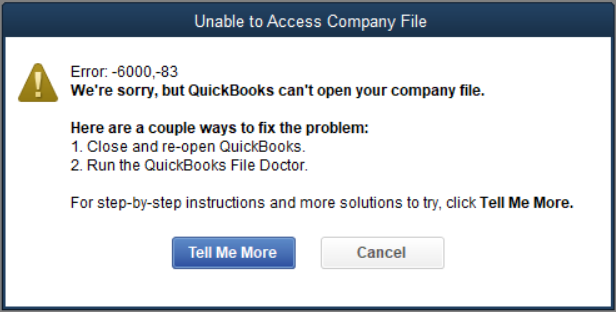 Unable to Access Company File
Error: -6000,-83
We're sorry, but QuickBooks can't open your company file.
Here are a couple ways to fix the problem:
1. Close and re-open QuickBooks.
2. Run the QuickBooks File Doctor.
For step-by-step instructions and more solutions to try, click Tell Me More.
Tell Me More
Cancel